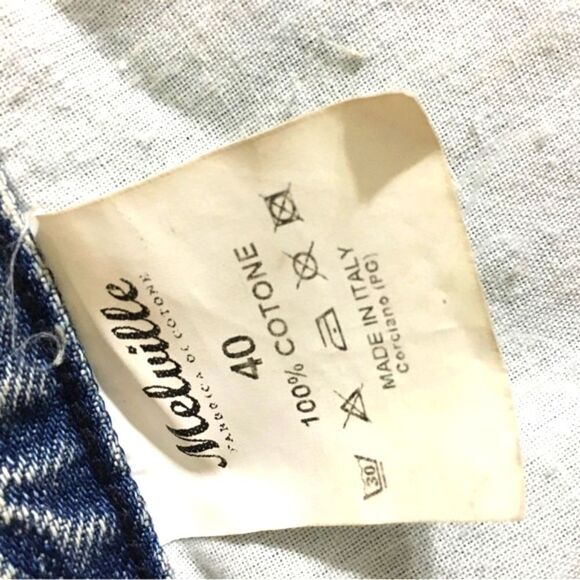 Melville
FABBRICA DI COTONE
40
100% COTONE
30
MADE IN ITALY
Corciano (PG)